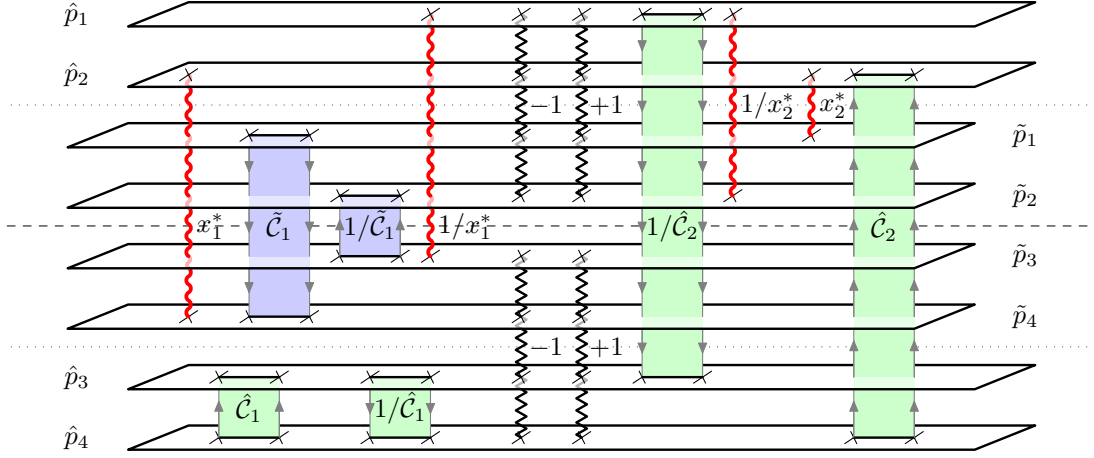 p̂₁
p̂₂
−1 +1 1/x₂* x₂*
p̃₁
p̃₂
x₁* C̃₁ 1/C̃₁ 1/x₁* 1/Ĉ₂ Ĉ₂
p̃₃
p̃₄
−1 +1
p̂₃
Ĉ₁ 1/Ĉ₁
p̂₄